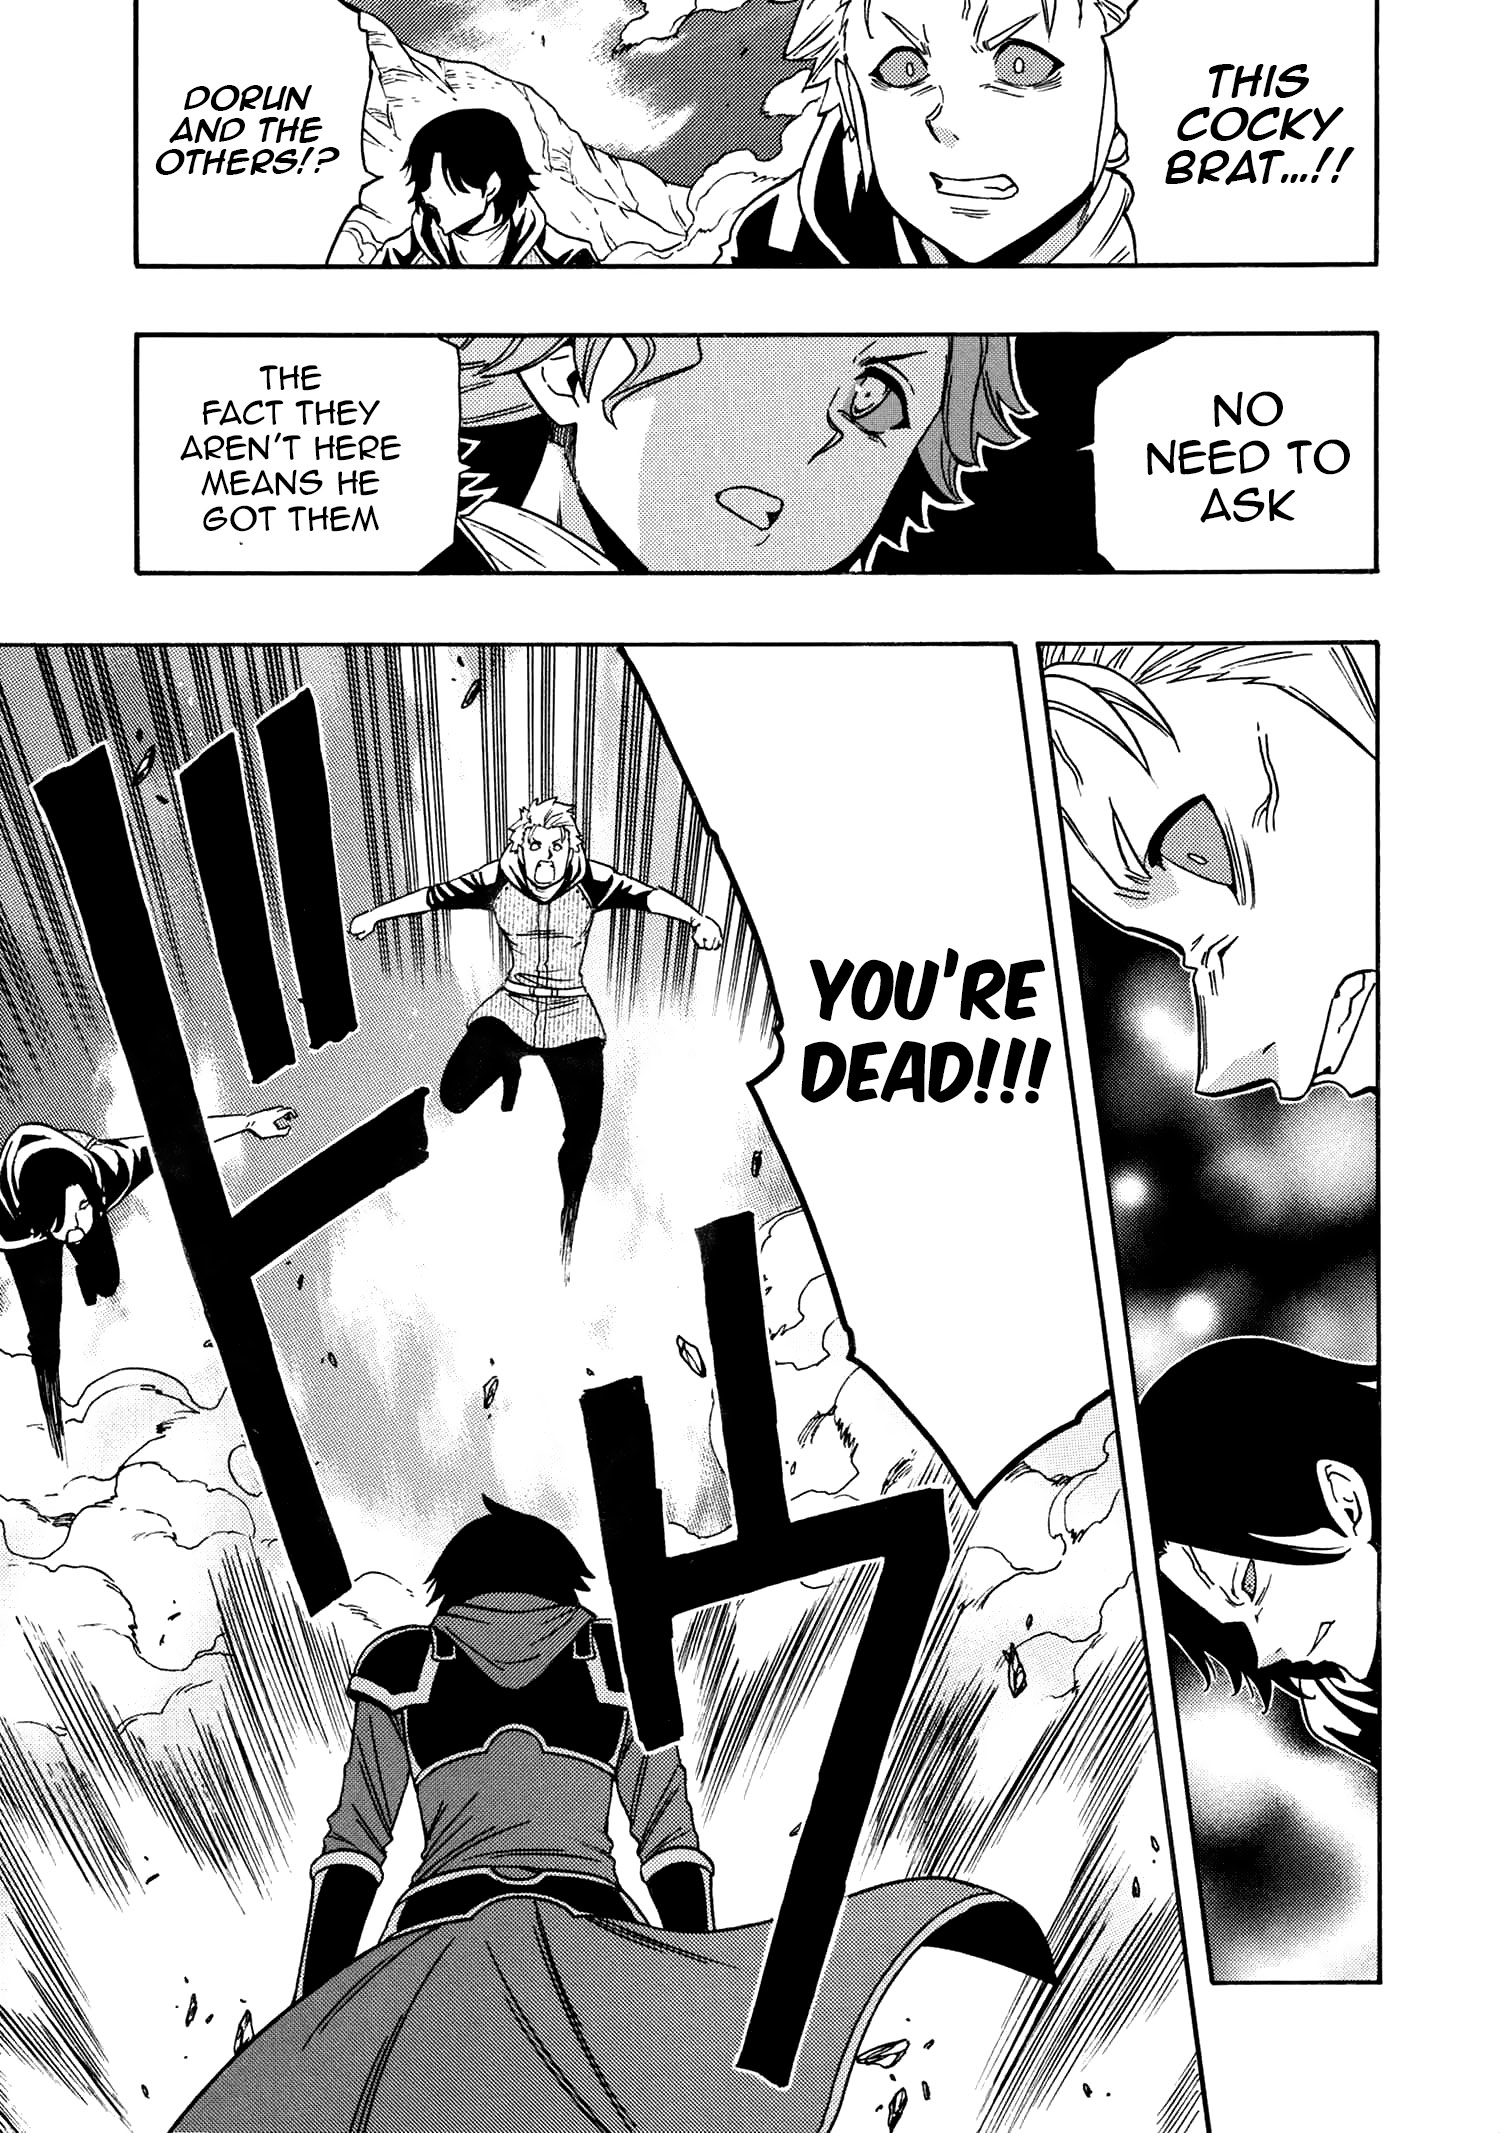 THIS
COCKY
BRAT...!!
DORUN
AND THE
OTHERS!?
NO
NEED TO
ASK
THE
FACT THEY
AREN'T HERE
MEANS HE
GOT THEM
YOU'RE
DEAD!!!
ドドッ